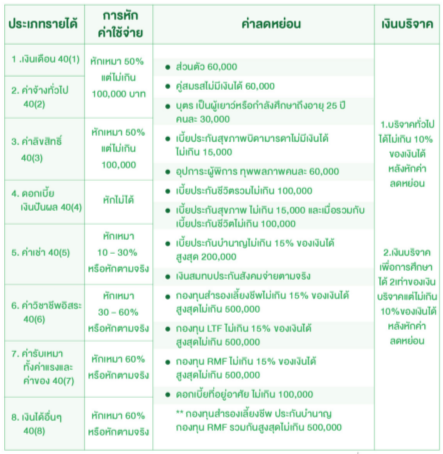 ประเภทรายได้
การหัก
ค่าใช้จ่าย
ค่าลดหย่อน
เงินบริจาค
1 .เงินเดือน 40(1)
2. ค่าจ้างทั่วไป
40(2)
หักเหมา 50%
แต่ไม่เกิน
100,000 บาท
3. ค่าลิขสิทธิ์
40(3)
หักเหมา 50%
แต่ไม่เกิน
100,000
4. ดอกเบี้ย
เงินปันผล 40(4)
หักไม่ได้
5. ค่าเช่า 40(5)
หักเหมา
10 – 30%
หรือหักตามจริง
6. ค่าวิชาชีพอิสระ
40(6)
หักเหมา
30 – 60%
หรือหักตามจริง
7. ค่ารับเหมา
ทั้งค่าแรงและ
ค่าของ 40(7)
หักเหมา 60%
หรือหักตามจริง
8. เงินได้อื่นๆ
40(8)
หักเหมา 60%
หรือหักตามจริง
● ส่วนตัว 60,000
● คู่สมรสไม่มีเงินได้ 60,000
● บุตร เป็นผู้เยาว์หรือกำลังศึกษาถึงอายุ 25 ปี
คนละ 30,000
● เบี้ยประกันสุขภาพบิดามารดาไม่มีเงินได้
ไม่เกิน 15,000
● อุปการะผู้พิการ ทุพพลภาพคนละ 60,000
● เบี้ยประกันชีวิตรวมไม่เกิน 100,000
● เบี้ยประกันสุขภาพ ไม่เกิน 15,000 และเมื่อรวมกับ
เบี้ยประกันชีวิตไม่เกิน 100,000
● เบี้ยประกันบำนาญไม่เกิน 15% ของเงินได้
สูงสุด 200,000
● เงินสมทบประกันสังคมจ่ายตามจริง
● กองทุนสำรองเลี้ยงชีพไม่เกิน 15% ของเงินได้
สูงสุดไม่เกิน 500,000
● กองทุน LTF ไม่เกิน 15% ของเงินได้
สูงสุดไม่เกิน 500,000
● กองทุน RMF ไม่เกิน 15% ของเงินได้
สูงสุดไม่เกิน 500,000
● ดอกเบี้ยที่อยู่อาศัย ไม่เกิน 100,000
** กองทุนสำรองเลี้ยงชีพ ประกันบำนาญ
กองทุน RMF รวมกันสูงสุดไม่เกิน 500,000
1.บริจาคทั่วไป
ได้ไม่เกิน 10%
ของเงินได้
หลังหักค่า
ลดหย่อน
2.เงินบริจาค
เพื่อการศึกษา
ได้ 2เท่าของเงิน
บริจาคแต่ไม่เกิน
10%ของเงินได้
หลังหักค่า
ลดหย่อน